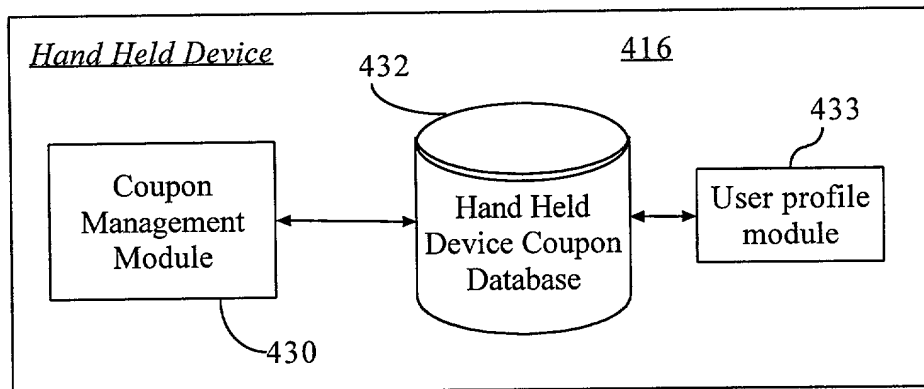 Hand Held Device
416
432
433
Coupon
Management
Module
Hand Held
Device Coupon
Database
User profile
module
430